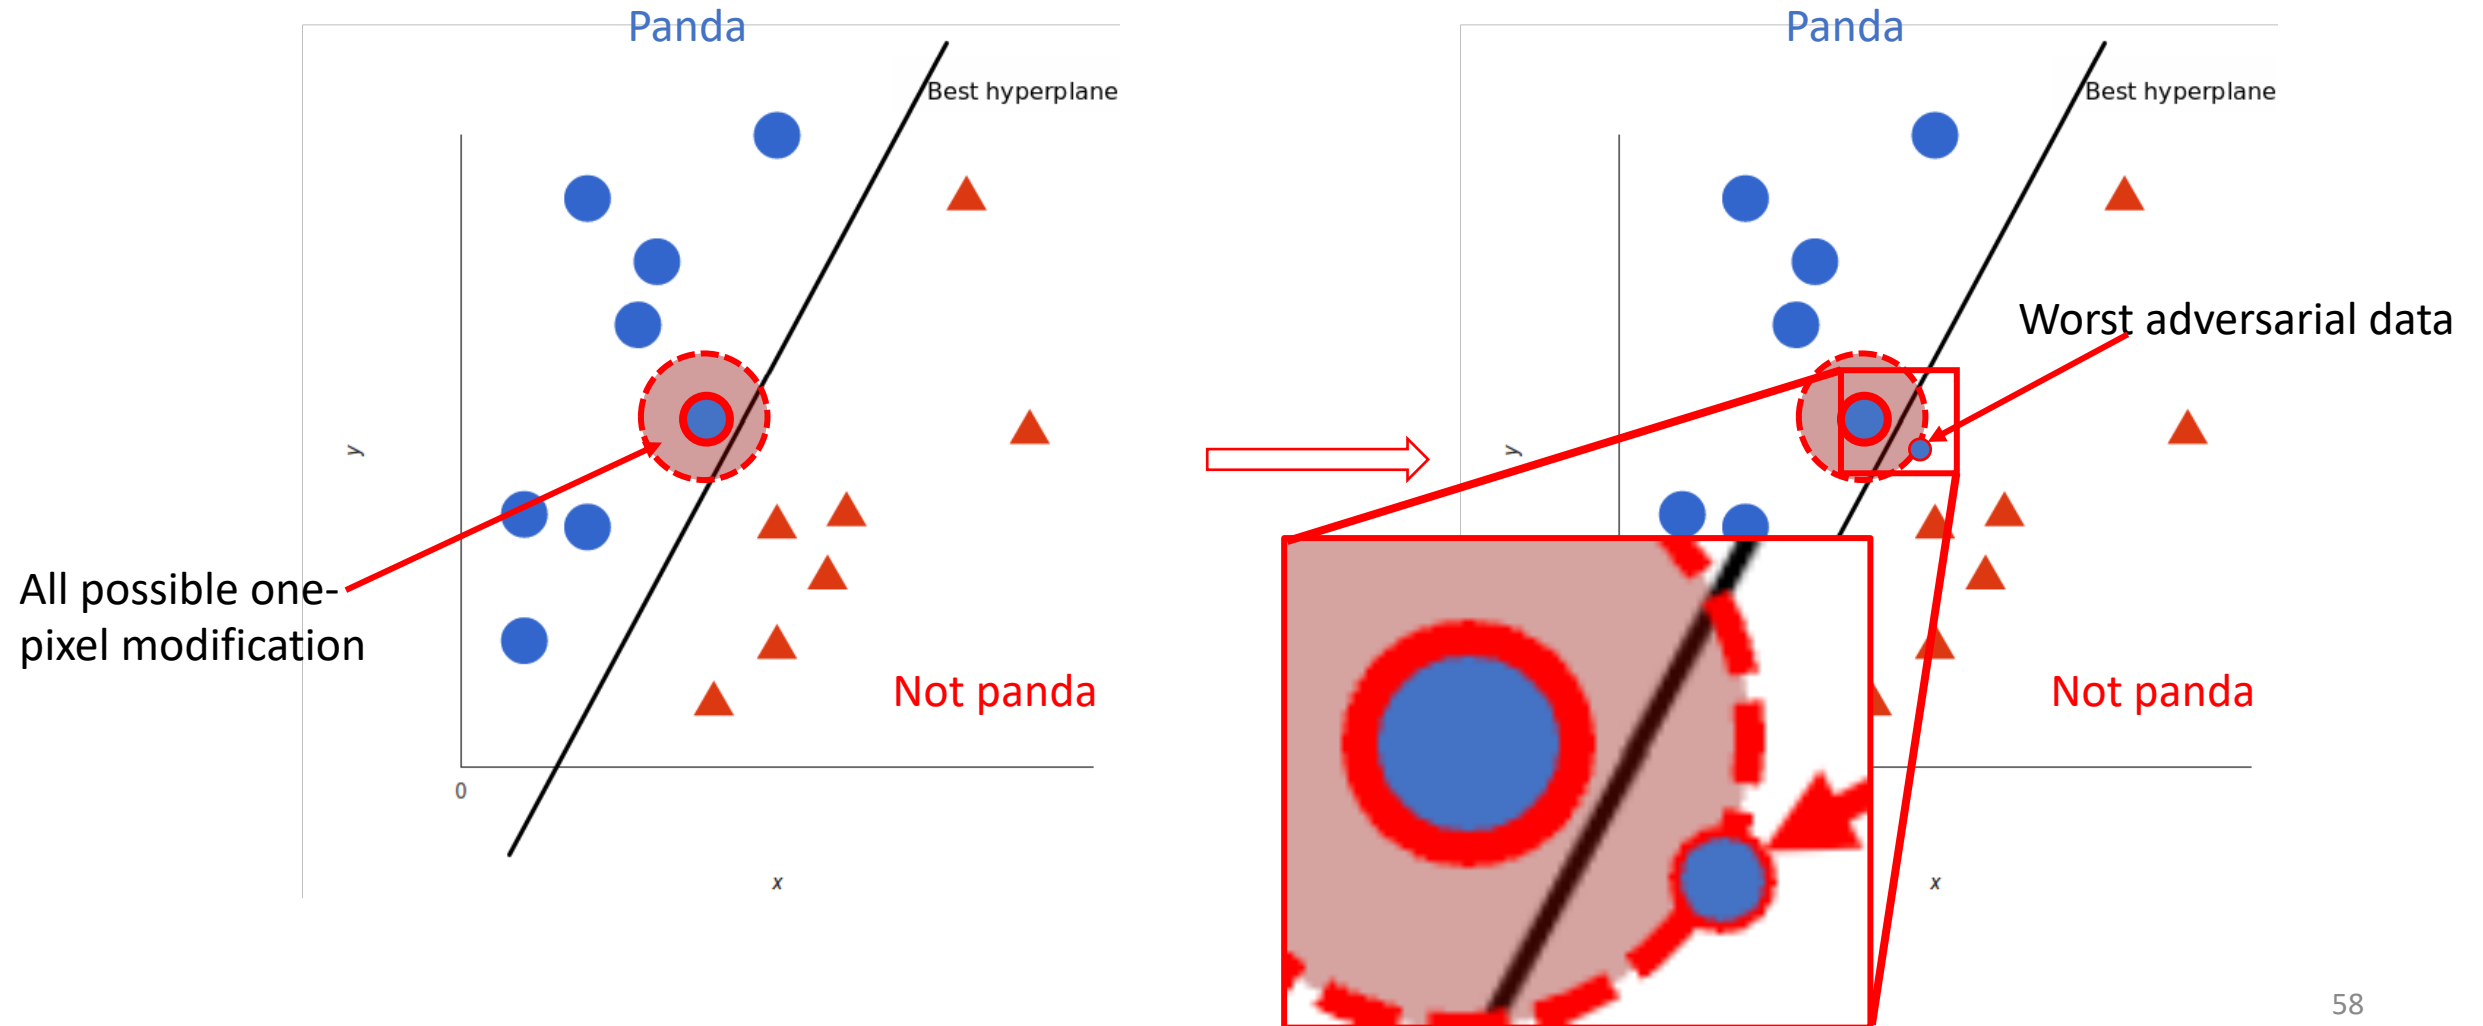 Panda
Best hyperplane
y
All possible one-
pixel modification
Not panda
0
x
Panda
Best hyperplane
Worst adversarial data
y
Not panda
x
58